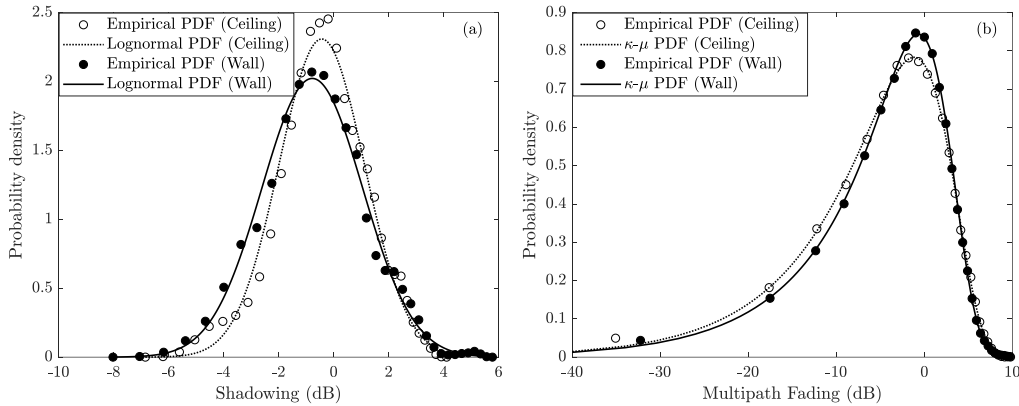 2.5
2
1.5
1
0.5
0
Probability density
Empirical PDF (Ceiling)
Lognormal PDF (Ceiling)
Empirical PDF (Wall)
Lognormal PDF (Wall)
(a)
-10 -8 -6 -4 -2 0 2 4 6
Shadowing (dB)
0.9
0.8
0.7
0.6
0.5
0.4
0.3
0.2
0.1
0
Probability density
Empirical PDF (Ceiling)
κ-μ PDF (Ceiling)
Empirical PDF (Wall)
κ-μ PDF (Wall)
(b)
-40 -30 -20 -10 0 10
Multipath Fading (dB)